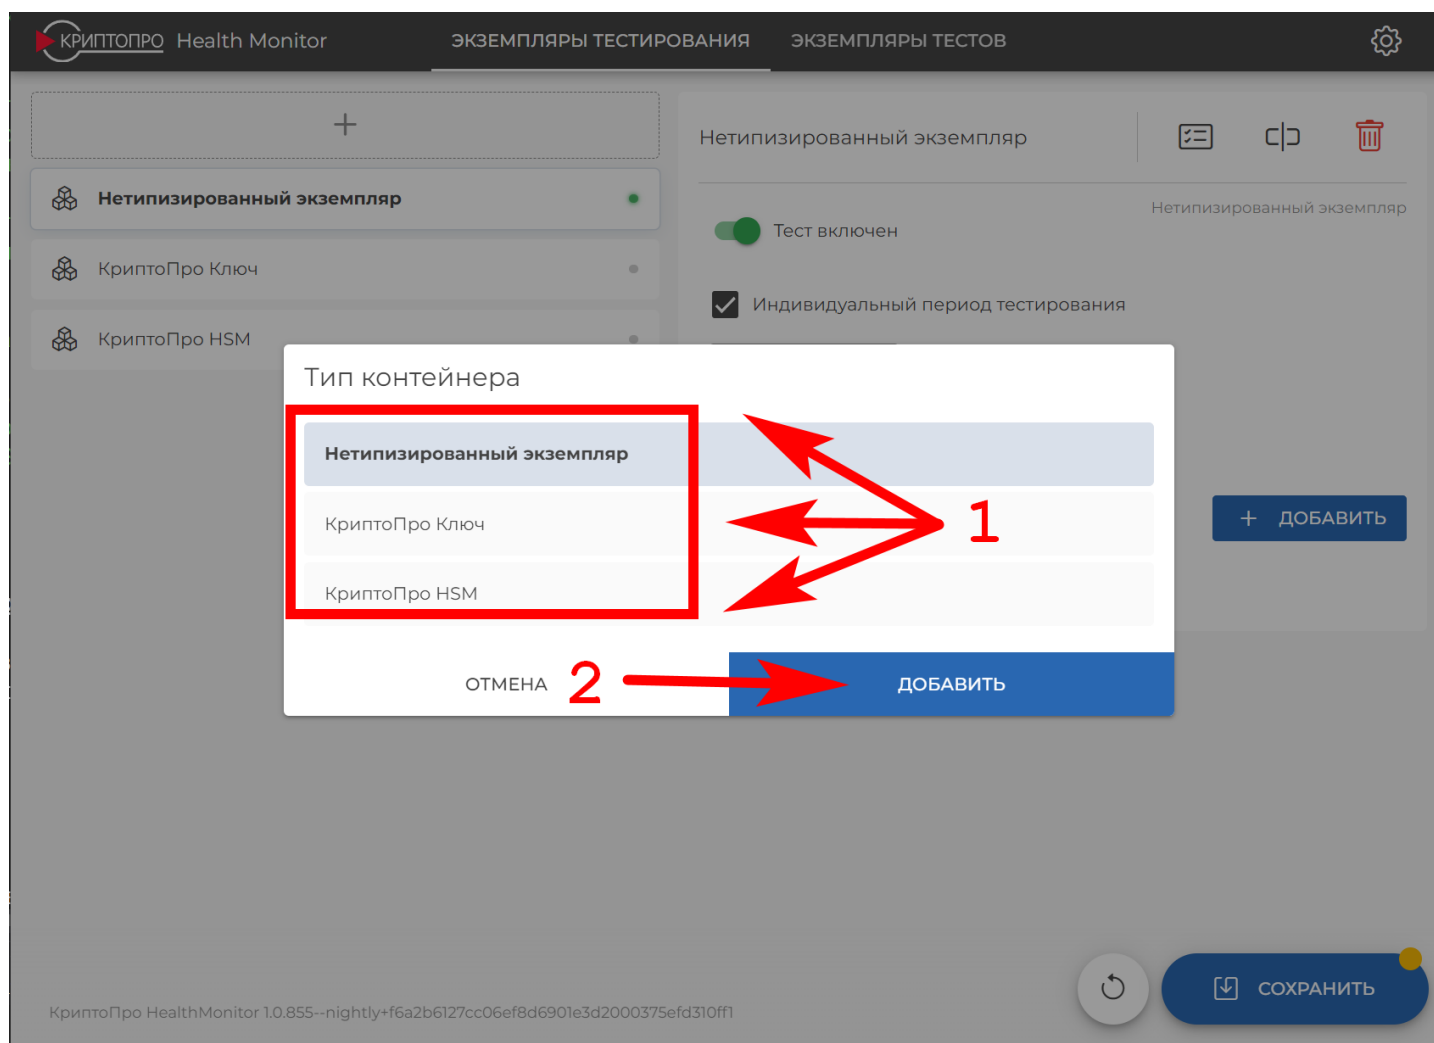 КРИПТОПРО Health Monitor
ЭКЗЕМПЛЯРЫ ТЕСТИРОВАНИЯ
ЭКЗЕМПЛЯРЫ ТЕСТОВ
Нетипизированный экземпляр
КриптоПро Ключ
КриптоПро HSM
Нетипизированный экземпляр
Нетипизированный экземпляр
Тест включен
Индивидуальный период тестирования
+ ДОБАВИТЬ
Тип контейнера
Нетипизированный экземпляр
КриптоПро Ключ
КриптоПро HSM
1
ОТМЕНА
2
ДОБАВИТЬ
СОХРАНИТЬ
КриптоПро HealthMonitor 1.0.855--nightly+f6a2b6127cc06ef8d6901e3d2000375efd310ff1